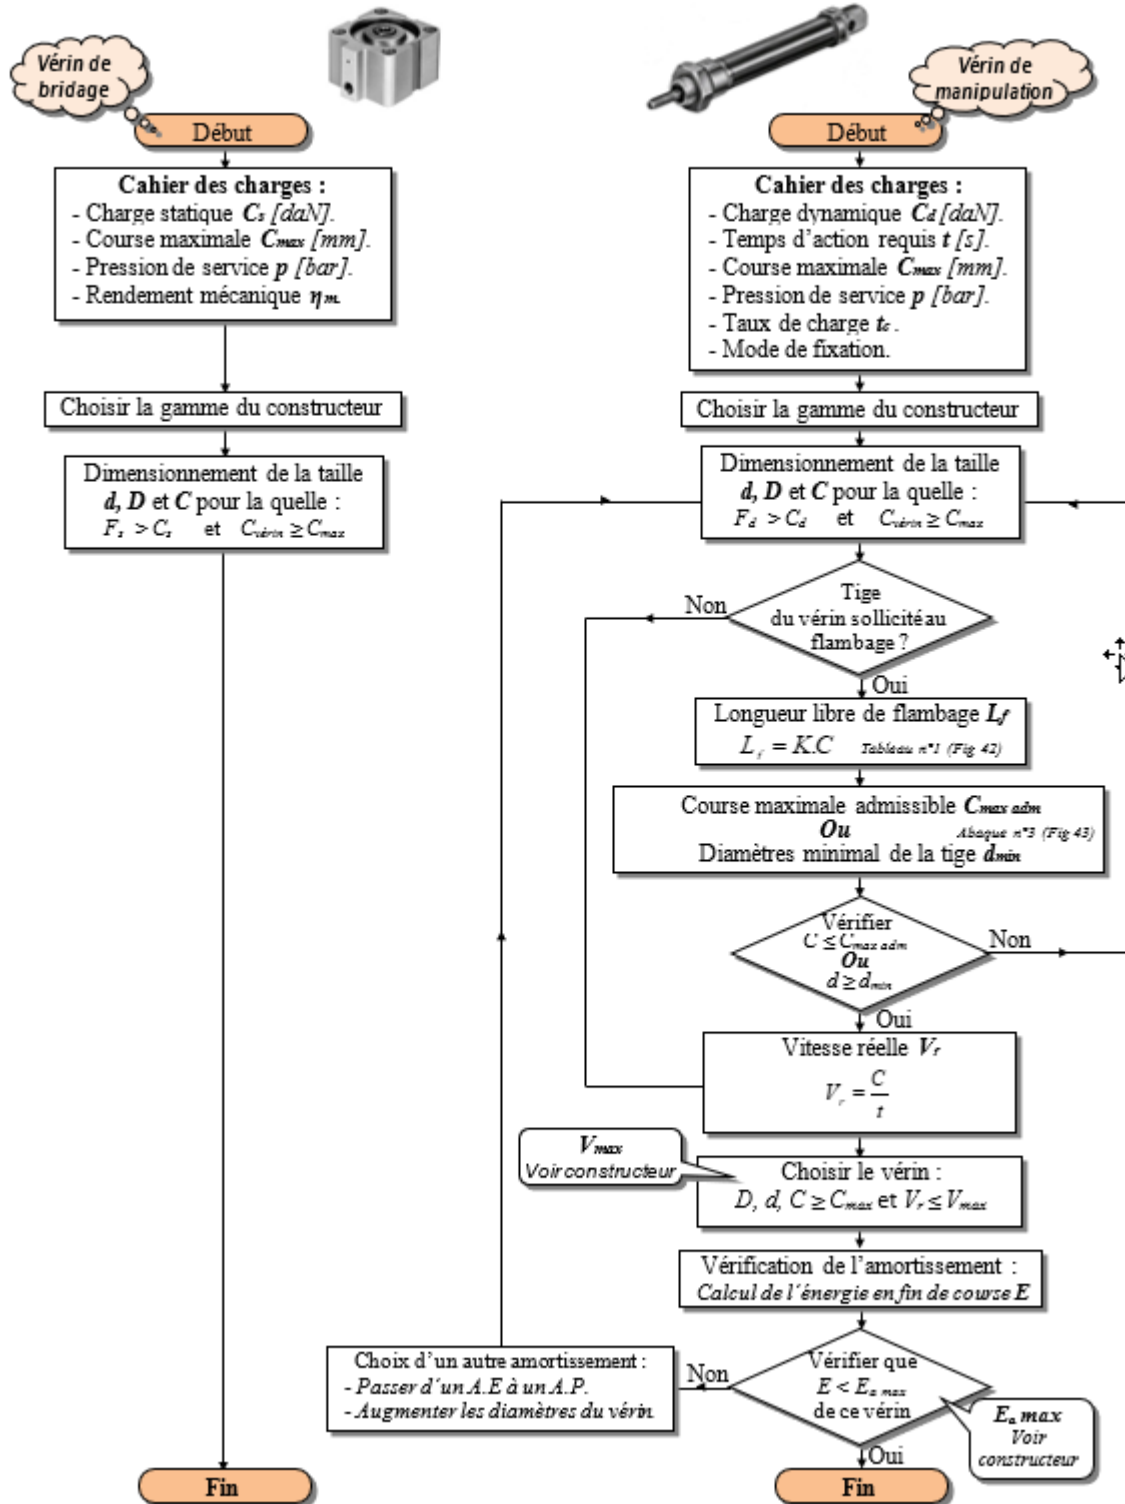 Vérin de
bridage
Début
Cahier des charges :
- Charge statique Cs [daN].
- Course maximale Cmax [mm].
- Pression de service p [bar].
- Rendement mécanique ηm.
Choisir la gamme du constructeur
Dimensionnement de la taille
d, D et C pour la quelle :
Fs > Cs et Cvérin ≥ Cmax
Fin
Vérin de
manipulation
Début
Cahier des charges :
- Charge dynamique Cd [daN].
- Temps d'action requis t [s].
- Course maximale Cmax [mm].
- Pression de service p [bar].
- Taux de charge tc .
- Mode de fixation.
Choisir la gamme du constructeur
Dimensionnement de la taille
d, D et C pour la quelle :
Fd > Cd et Cvérin ≥ Cmax
Tige
du vérin sollicité au
flambage ?
Non
Oui
Longueur libre de flambage Lf
Lf = K.C Tableau n°1 (Fig 42)
Course maximale admissible Cmax adm
Ou Abaque n°3 (Fig 43)
Diamètres minimal de la tige dmin
Vérifier
C ≤ Cmax adm
Ou
d ≥ dmin
Non
Oui
Vitesse réelle Vr
Vr = C/t
Vmax
Voir constructeur
Choisir le vérin :
D, d, C ≥ Cmax et Vr ≤ Vmax
Vérification de l'amortissement :
Calcul de l'énergie en fin de course E
Vérifier que
E < Ea max
de ce vérin
Non
Choix d'un autre amortissement :
- Passer d'un A.E à un A.P.
- Augmenter les diamètres du vérin
Ea max
Voir
constructeur
Oui
Fin